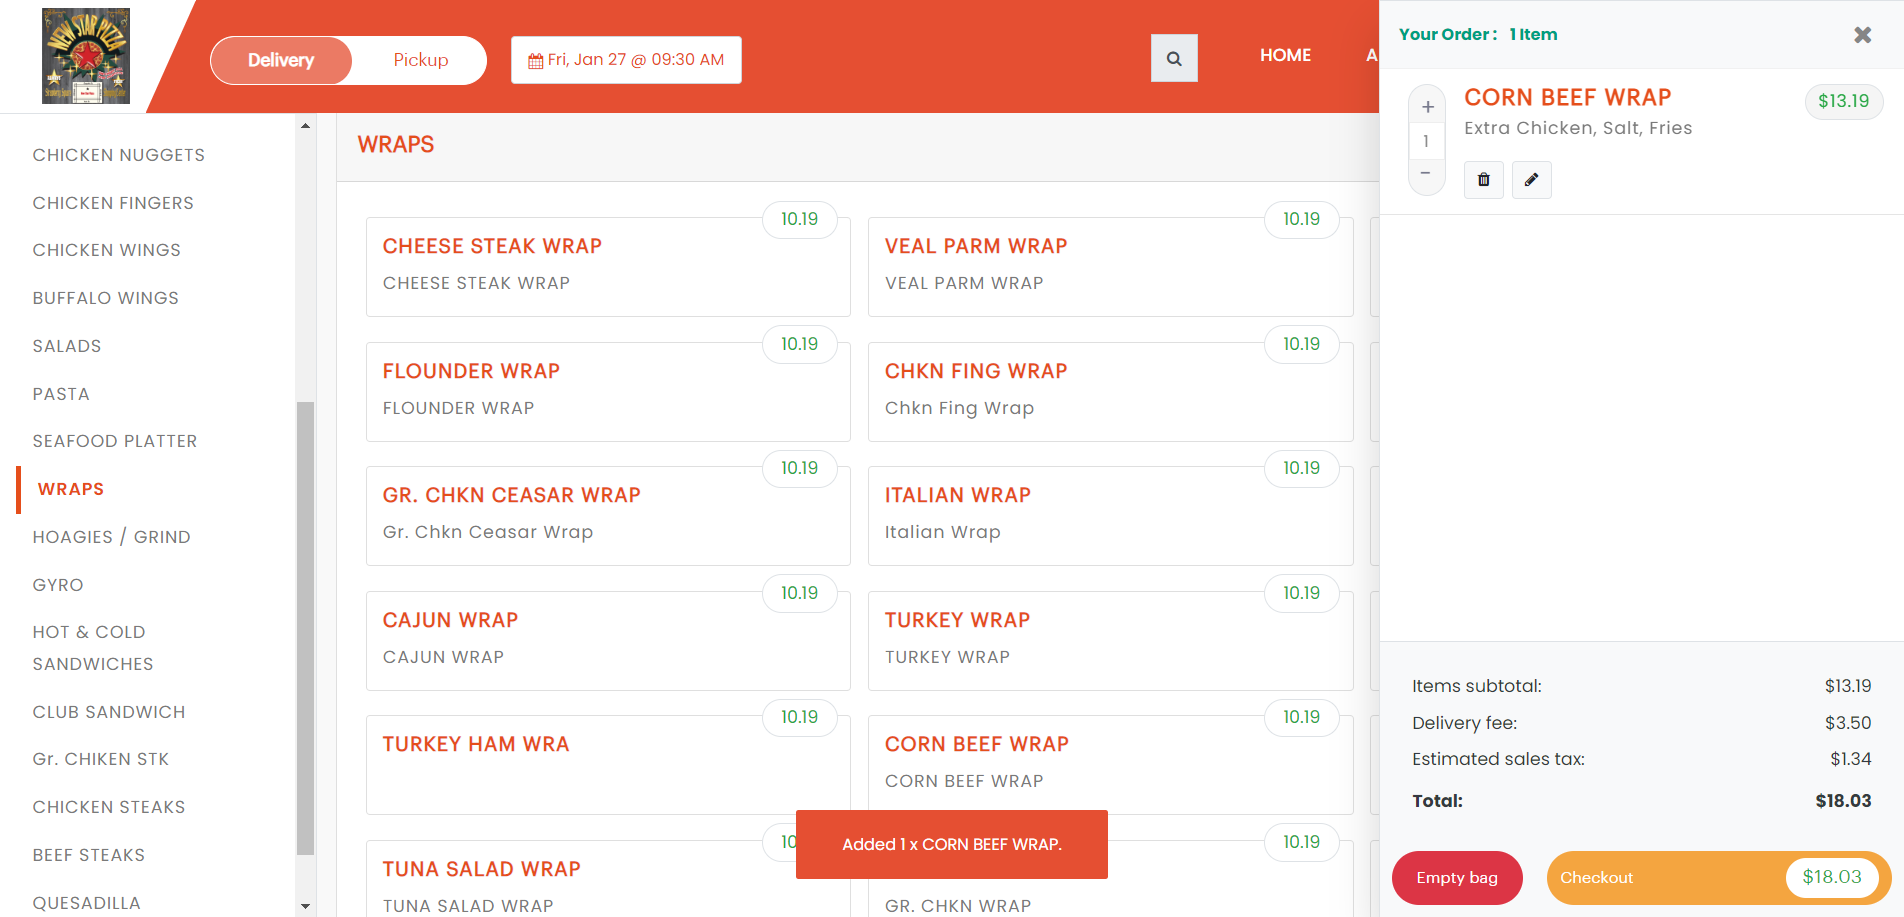 NEW STAR PIZZA
Delivery
Pickup
Fri, Jan 27 @ 09:30 AM
HOME
A
Your Order : 1 Item
CHICKEN NUGGETS
CHICKEN FINGERS
CHICKEN WINGS
BUFFALO WINGS
SALADS
PASTA
SEAFOOD PLATTER
WRAPS
HOAGIES / GRIND
GYRO
HOT & COLD
SANDWICHES
CLUB SANDWICH
Gr. CHIKEN STK
CHICKEN STEAKS
BEEF STEAKS
QUESADILLA
WRAPS
10.19
CHEESE STEAK WRAP
CHEESE STEAK WRAP
10.19
VEAL PARM WRAP
VEAL PARM WRAP
10.19
FLOUNDER WRAP
FLOUNDER WRAP
10.19
CHKN FING WRAP
Chkn Fing Wrap
10.19
GR. CHKN CEASAR WRAP
Gr. Chkn Ceasar Wrap
10.19
ITALIAN WRAP
Italian Wrap
10.19
CAJUN WRAP
CAJUN WRAP
10.19
TURKEY WRAP
TURKEY WRAP
10.19
TURKEY HAM WRA
10.19
CORN BEEF WRAP
CORN BEEF WRAP
10
TUNA SALAD WRAP
TUNA SALAD WRAP
10.19
GR. CHKN WRAP
Added 1 x CORN BEEF WRAP.
+
1
−
CORN BEEF WRAP
$13.19
Extra Chicken, Salt, Fries
Items subtotal: $13.19
Delivery fee: $3.50
Estimated sales tax: $1.34
Total: $18.03
Empty bag
Checkout $18.03